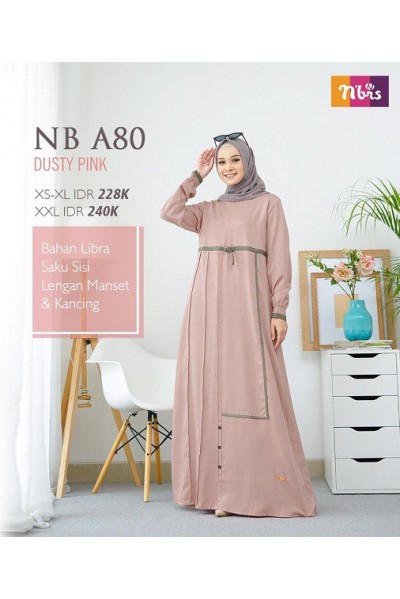 Nbrs
NB A80
DUSTY PINK
XS-XL IDR 228K
XXL IDR 240K
Bahan Libra
Saku Sisi
Lengan Manset
& Kancing